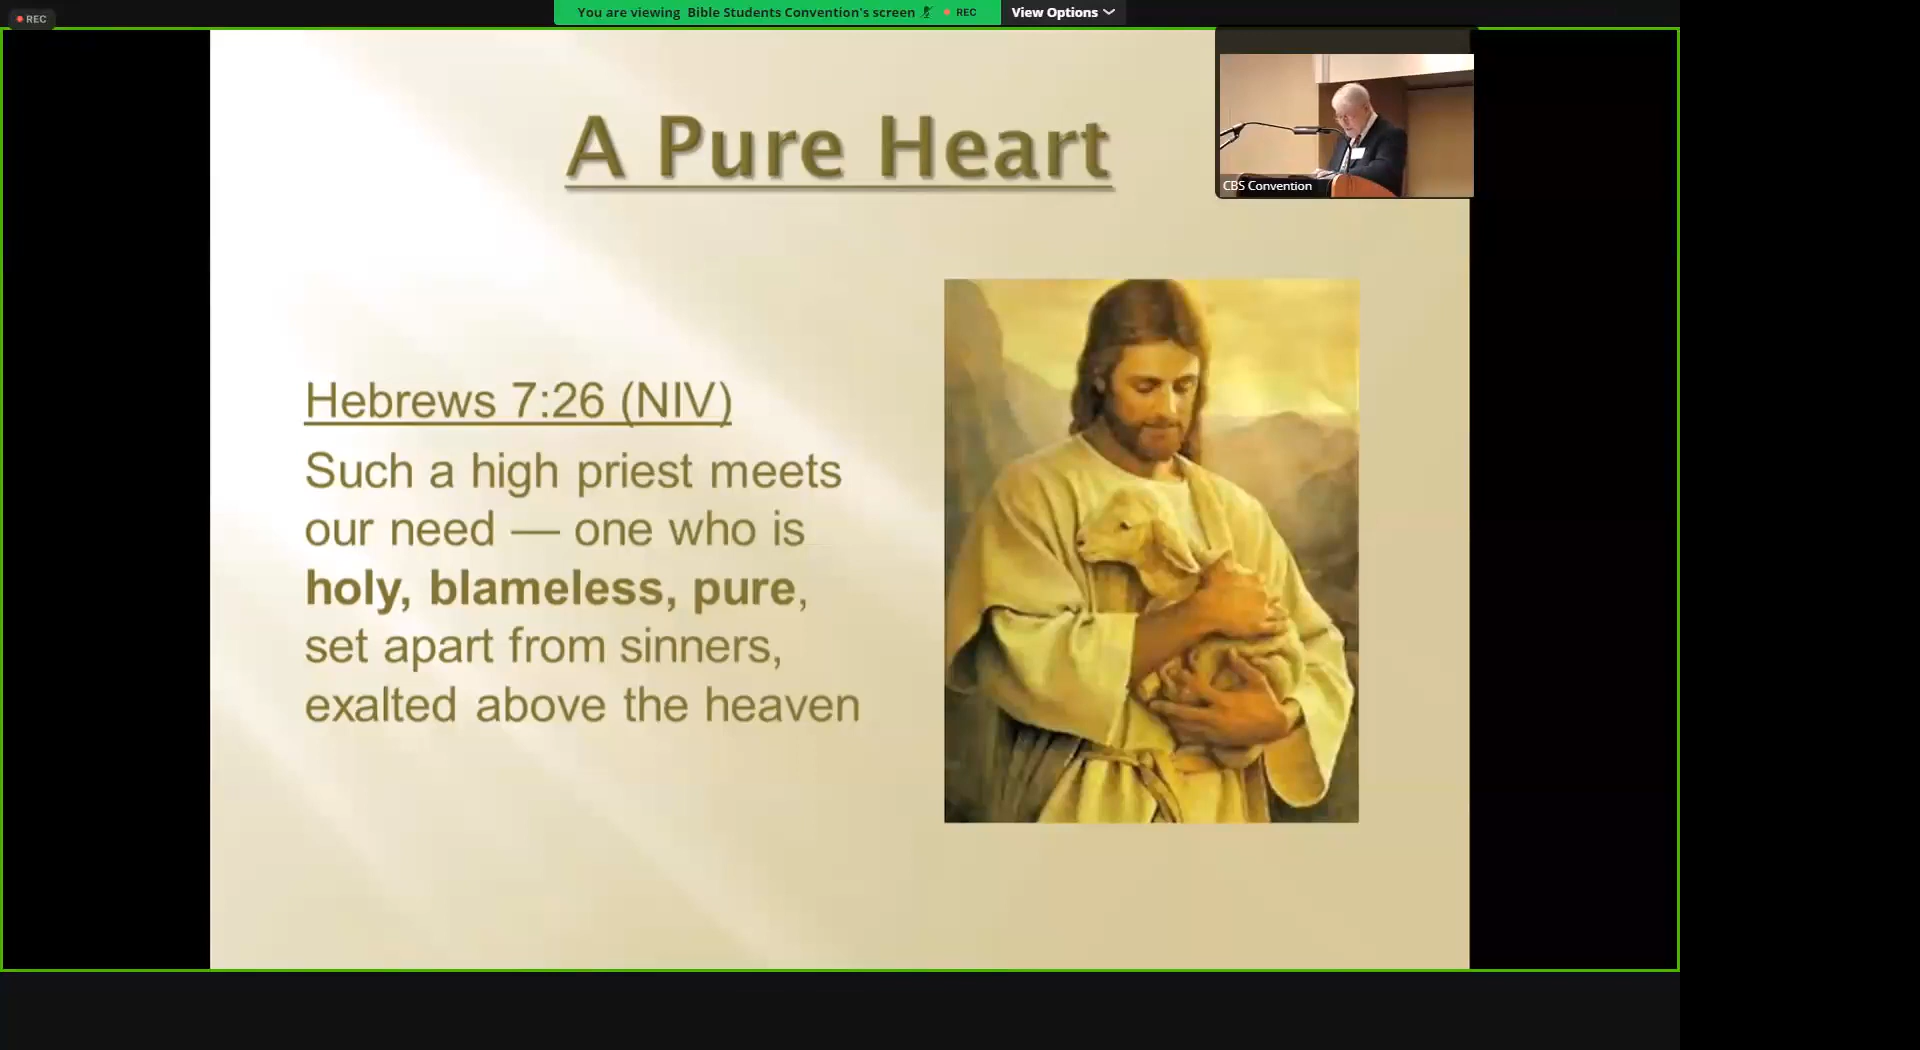 REC
You are viewing Bible Students Convention's screen REC View Options
A Pure Heart
CBS Convention
Hebrews 7:26 (NIV)
Such a high priest meets
our need — one who is
holy, blameless, pure,
set apart from sinners,
exalted above the heaven